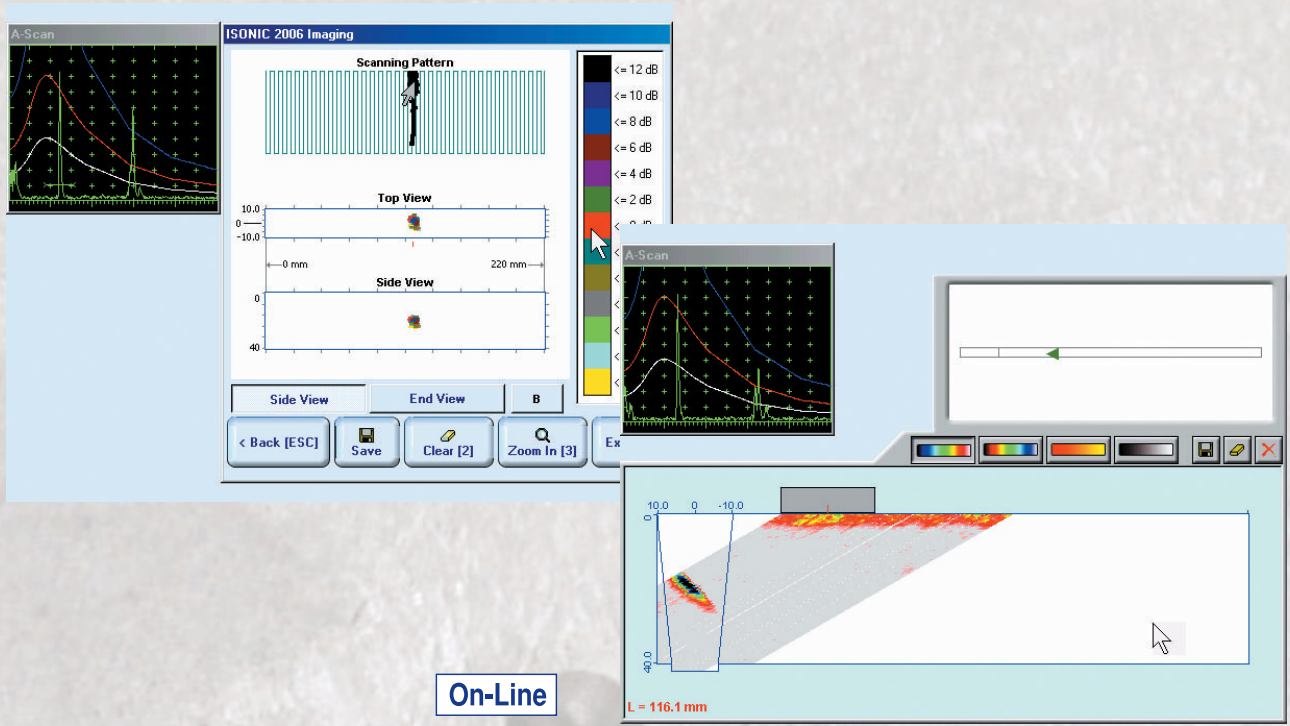 A-Scan
ISONIC 2006 Imaging
Scanning Pattern
<= 12 dB
<= 10 dB
<= 8 dB
<= 6 dB
<= 4 dB
<= 2 dB
Top View
10.0
0
-10.0
0 mm
220 mm
Side View
0
40
Side View
End View
B
< Back [ESC]
Save
Clear [2]
Zoom In [3]
A-Scan
10.0 0 -10.0
0
40.0
L = 116.1 mm
On-Line